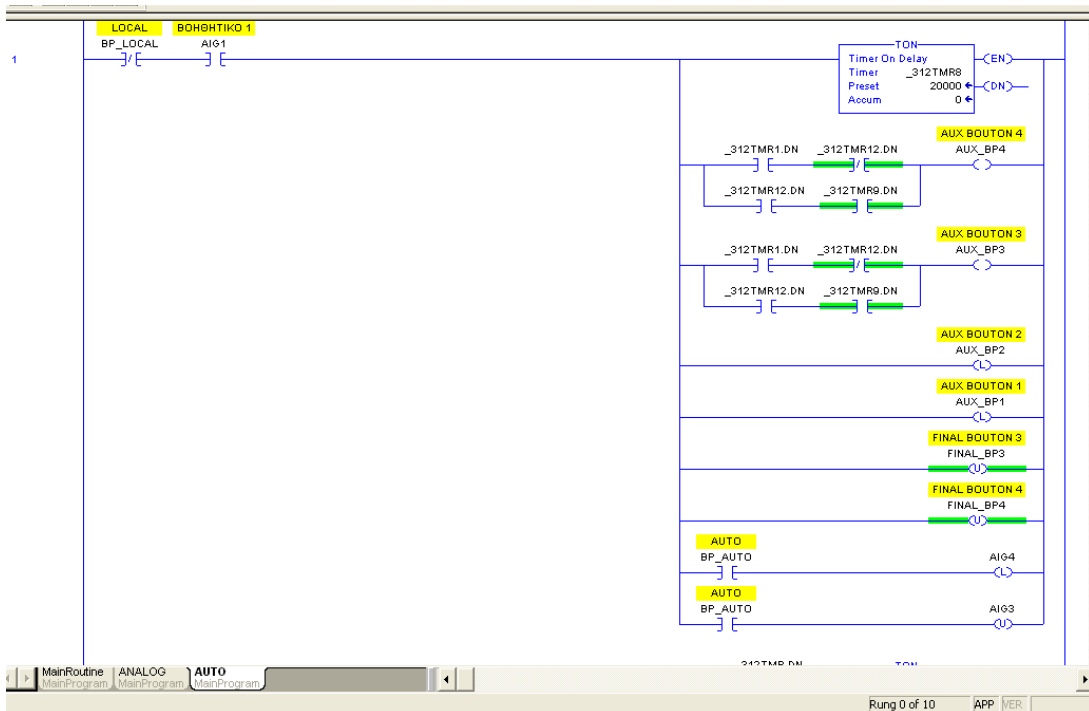 LOCAL ΒΟΗΘΗΤΙΚΟ 1
BP_LOCAL AIG1
1
TON
Timer On Delay
Timer _312TMR8
Preset 20000
Accum 0
EN
DN
AUX BOUTON 4
_312TMR1.DN _312TMR12.DN AUX_BP4
_312TMR12.DN _312TMR9.DN
AUX BOUTON 3
_312TMR1.DN _312TMR12.DN AUX_BP3
_312TMR12.DN _312TMR9.DN
AUX BOUTON 2
AUX_BP2
L
AUX BOUTON 1
AUX_BP1
L
FINAL BOUTON 3
FINAL_BP3
U
FINAL BOUTON 4
FINAL_BP4
U
AUTO
BP_AUTO AIG4
L
AUTO
BP_AUTO AIG3
U
TON
MainRoutine ANALOG AUTO
MainProgram MainProgram MainProgram
Rung 0 of 10 APP VER